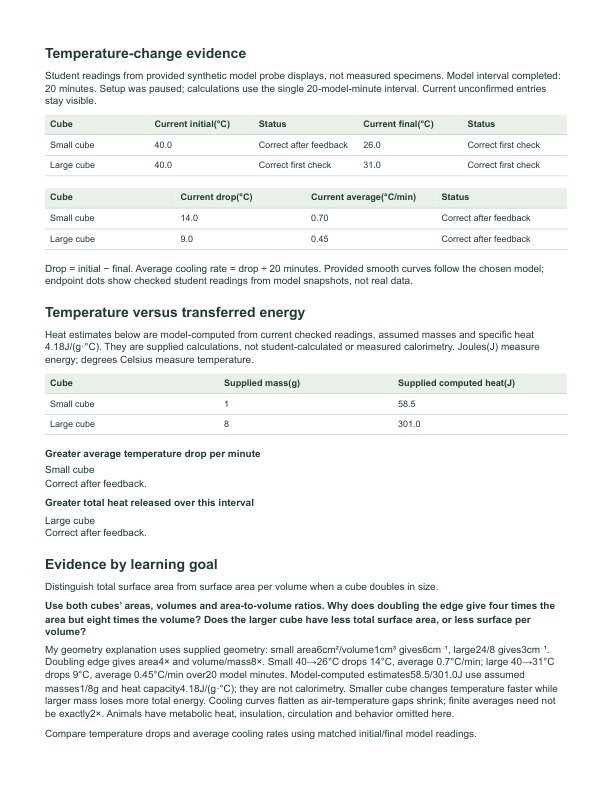 Temperature-change evidence
Student readings from provided synthetic model probe displays, not measured specimens. Model interval completed:
20 minutes. Setup was paused; calculations use the single 20-model-minute interval. Current unconfirmed entries
stay visible.
Cube Current initial(°C) Status Current final(°C) Status
Small cube 40.0 Correct after feedback 26.0 Correct first check
Large cube 40.0 Correct first check 31.0 Correct first check
Cube Current drop(°C) Current average(°C/min) Status
Small cube 14.0 0.70 Correct after feedback
Large cube 9.0 0.45 Correct after feedback
Drop = initial − final. Average cooling rate = drop ÷ 20 minutes. Provided smooth curves follow the chosen model;
endpoint dots show checked student readings from model snapshots, not real data.
Temperature versus transferred energy
Heat estimates below are model-computed from current checked readings, assumed masses and specific heat
4.18J/(g·°C). They are supplied calculations, not student-calculated or measured calorimetry. Joules(J) measure
energy; degrees Celsius measure temperature.
Cube Supplied mass(g) Supplied computed heat(J)
Small cube 1 58.5
Large cube 8 301.0
Greater average temperature drop per minute
Small cube
Correct after feedback.
Greater total heat released over this interval
Large cube
Correct after feedback.
Evidence by learning goal
Distinguish total surface area from surface area per volume when a cube doubles in size.
Use both cubes' areas, volumes and area-to-volume ratios. Why does doubling the edge give four times the
area but eight times the volume? Does the larger cube have less total surface area, or less surface per
volume?
My geometry explanation uses supplied geometry: small area6cm²/volume1cm³ gives6cm⁻¹, large24/8 gives3cm⁻¹.
Doubling edge gives area4× and volume/mass8×. Small 40→26°C drops 14°C, average 0.7°C/min; large 40→31°C
drops 9°C, average 0.45°C/min over20 model minutes. Model-computed estimates58.5/301.0J use assumed
masses1/8g and heat capacity4.18J/(g·°C); they are not calorimetry. Smaller cube changes temperature faster while
larger mass loses more total energy. Cooling curves flatten as air-temperature gaps shrink; finite averages need not
be exactly2×. Animals have metabolic heat, insulation, circulation and behavior omitted here.
Compare temperature drops and average cooling rates using matched initial/final model readings.